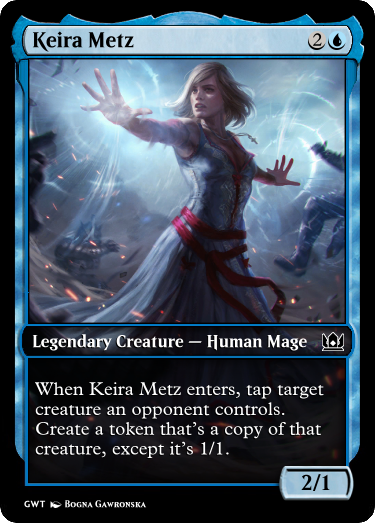 Keira Metz 2
Legendary Creature — Human Mage
When Keira Metz enters, tap target
creature an opponent controls.
Create a token that's a copy of that
creature, except it's 1/1.
2/1
GWT Bogna Gawronska